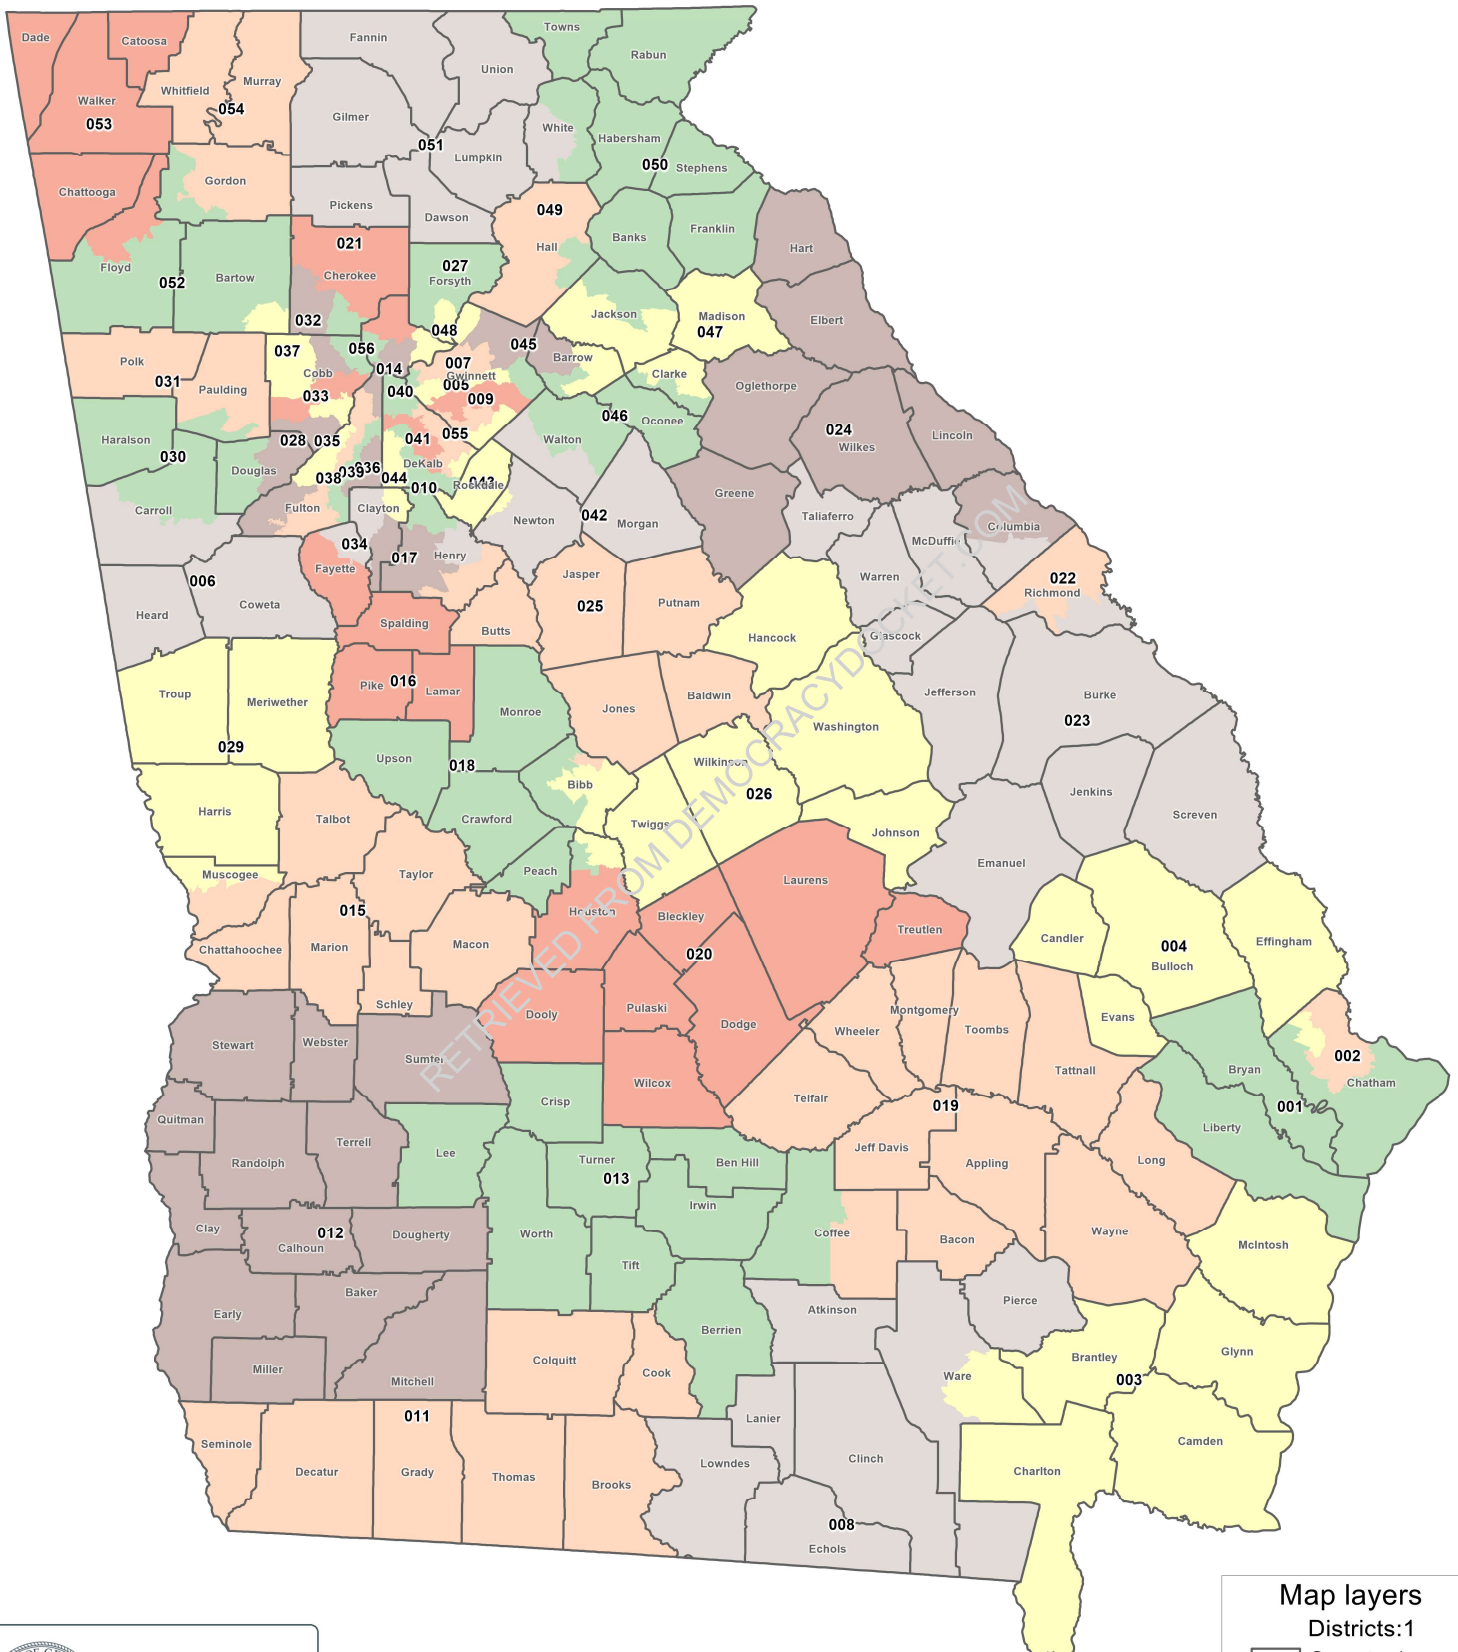 Dade
Catoosa
Fannin
Towns
Rabun
Union
Murray
Whitfield
Walker
054
053
Gilmer
White
Habersham
051
Lumpkin
050
Stephens
Gordon
Chattooga
Pickens
Dawson
049
Banks
Franklin
021
Hall
Hart
027
Floyd
Cherokee
Forsyth
052
Bartow
Jackson
Madison
032
048
047
Elbert
037
056
045
Polk
014
007
Barrow
Cobb
Gwinnett
Clarke
031
Paulding
005
Oglethorpe
033
040
009
046
Oconee
024
Haralson
028
035
041
055
Walton
Wilkes
Lincoln
030
DeKalb
Douglas
038
039
036
044
010
043
Rockdale
Greene
Carroll
Fulton
Clayton
042
Newton
Morgan
Taliaferro
Columbia
034
017
Henry
McDuffie
Fayette
Jasper
Warren
022
006
Richmond
Heard
Coweta
025
Putnam
Spalding
Butts
Hancock
Glascock
Troup
Meriwether
Pike
016
Lamar
Monroe
Jones
Baldwin
Jefferson
Burke
023
029
Washington
Upson
018
Wilkinson
Bibb
026
Jenkins
Harris
Talbot
Crawford
Twiggs
Johnson
Screven
Emanuel
Muscogee
Taylor
Peach
Laurens
015
Houston
Bleckley
Treutlen
Chattahoochee
Marion
Macon
020
Candler
004
Bulloch
Effingham
Schley
Dooly
Pulaski
Dodge
Wheeler
Montgomery
Toombs
Evans
Stewart
Webster
Sumter
002
Wilcox
Tattnall
Bryan
Chatham
Crisp
Telfair
019
001
Quitman
Liberty
Terrell
Lee
Randolph
Turner
Ben Hill
Jeff Davis
Appling
Long
013
Irwin
Clay
012
Calhoun
Dougherty
Worth
Coffee
Bacon
Wayne
McIntosh
Tift
Baker
Early
Pierce
Atkinson
Berrien
Miller
Colquitt
Cook
Ware
Brantley
Glynn
Mitchell
003
011
Lanier
Seminole
Camden
Decatur
Grady
Thomas
Brooks
Lowndes
Clinch
Charlton
008
Echols
RETRIEVED FROM DEMOCRACYDOCKET.COM
Map layers
Districts:1